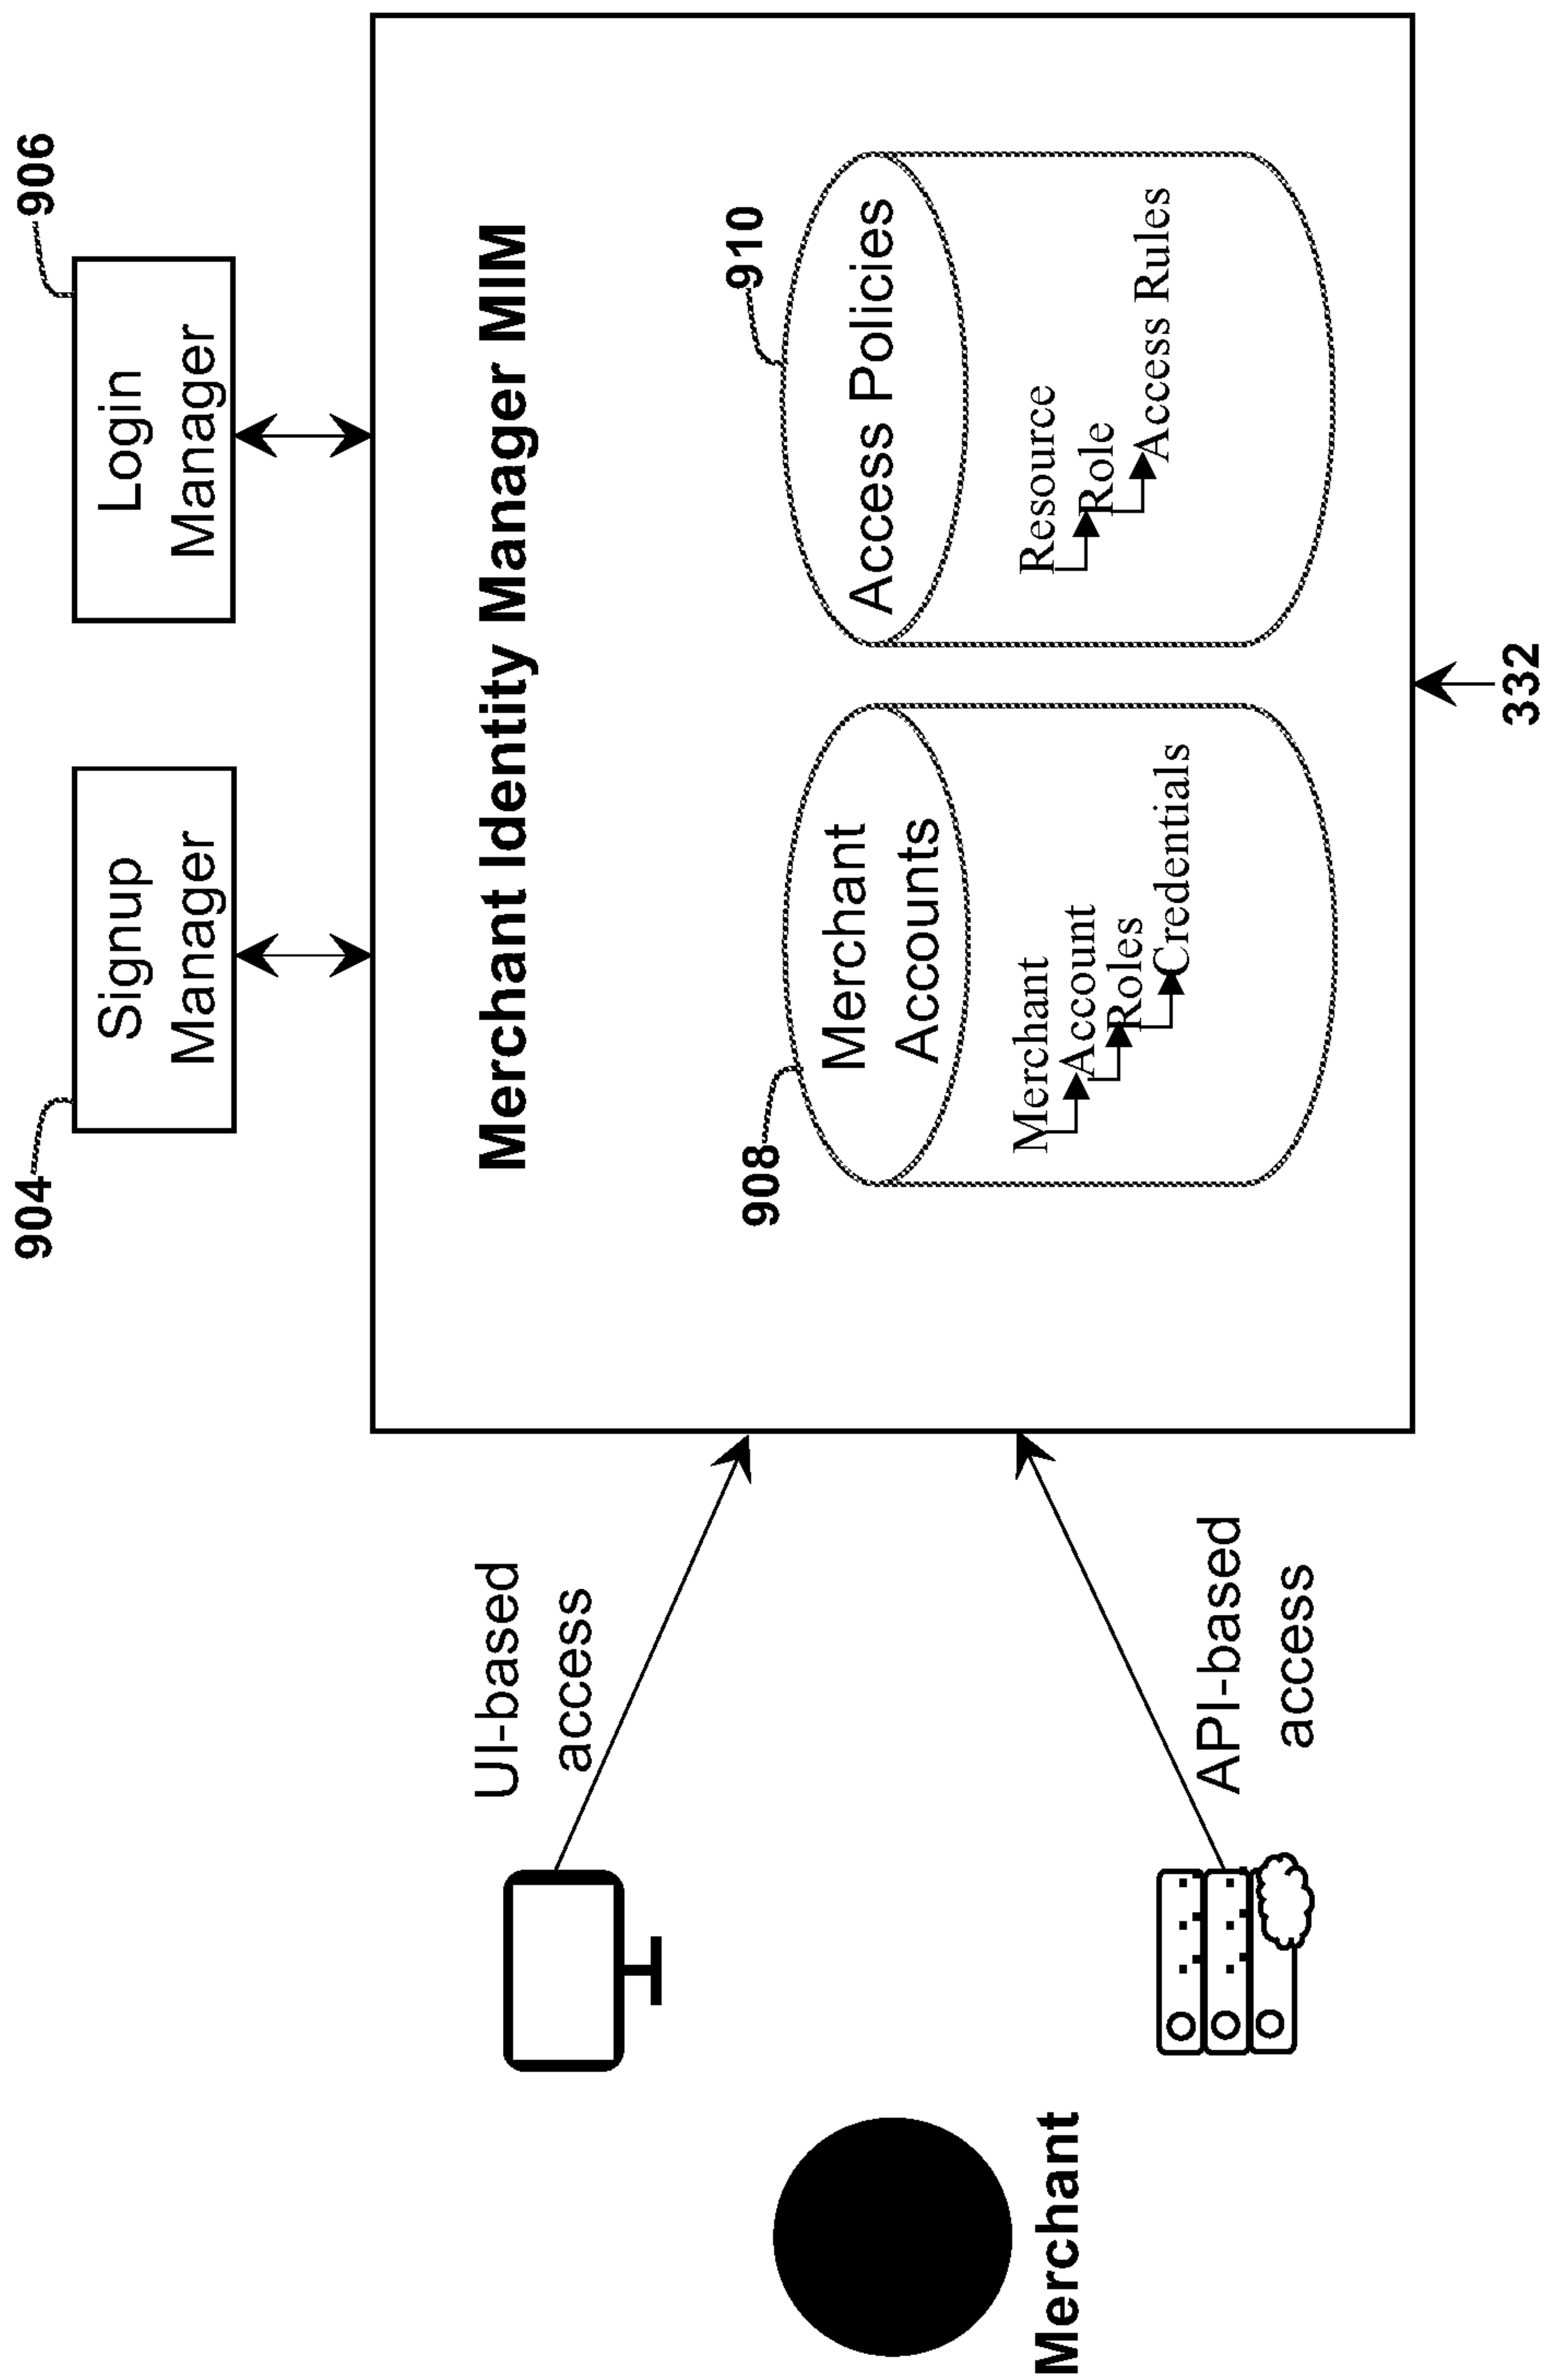 904
906
Signup
Manager
Login
Manager
Merchant Identity Manager MIM
UI-based
access
908
910
Merchant
Accounts
Access Policies
Merchant
Account
Roles
Credentials
Resource
Role
Access Rules
Merchant
API-based
access
332